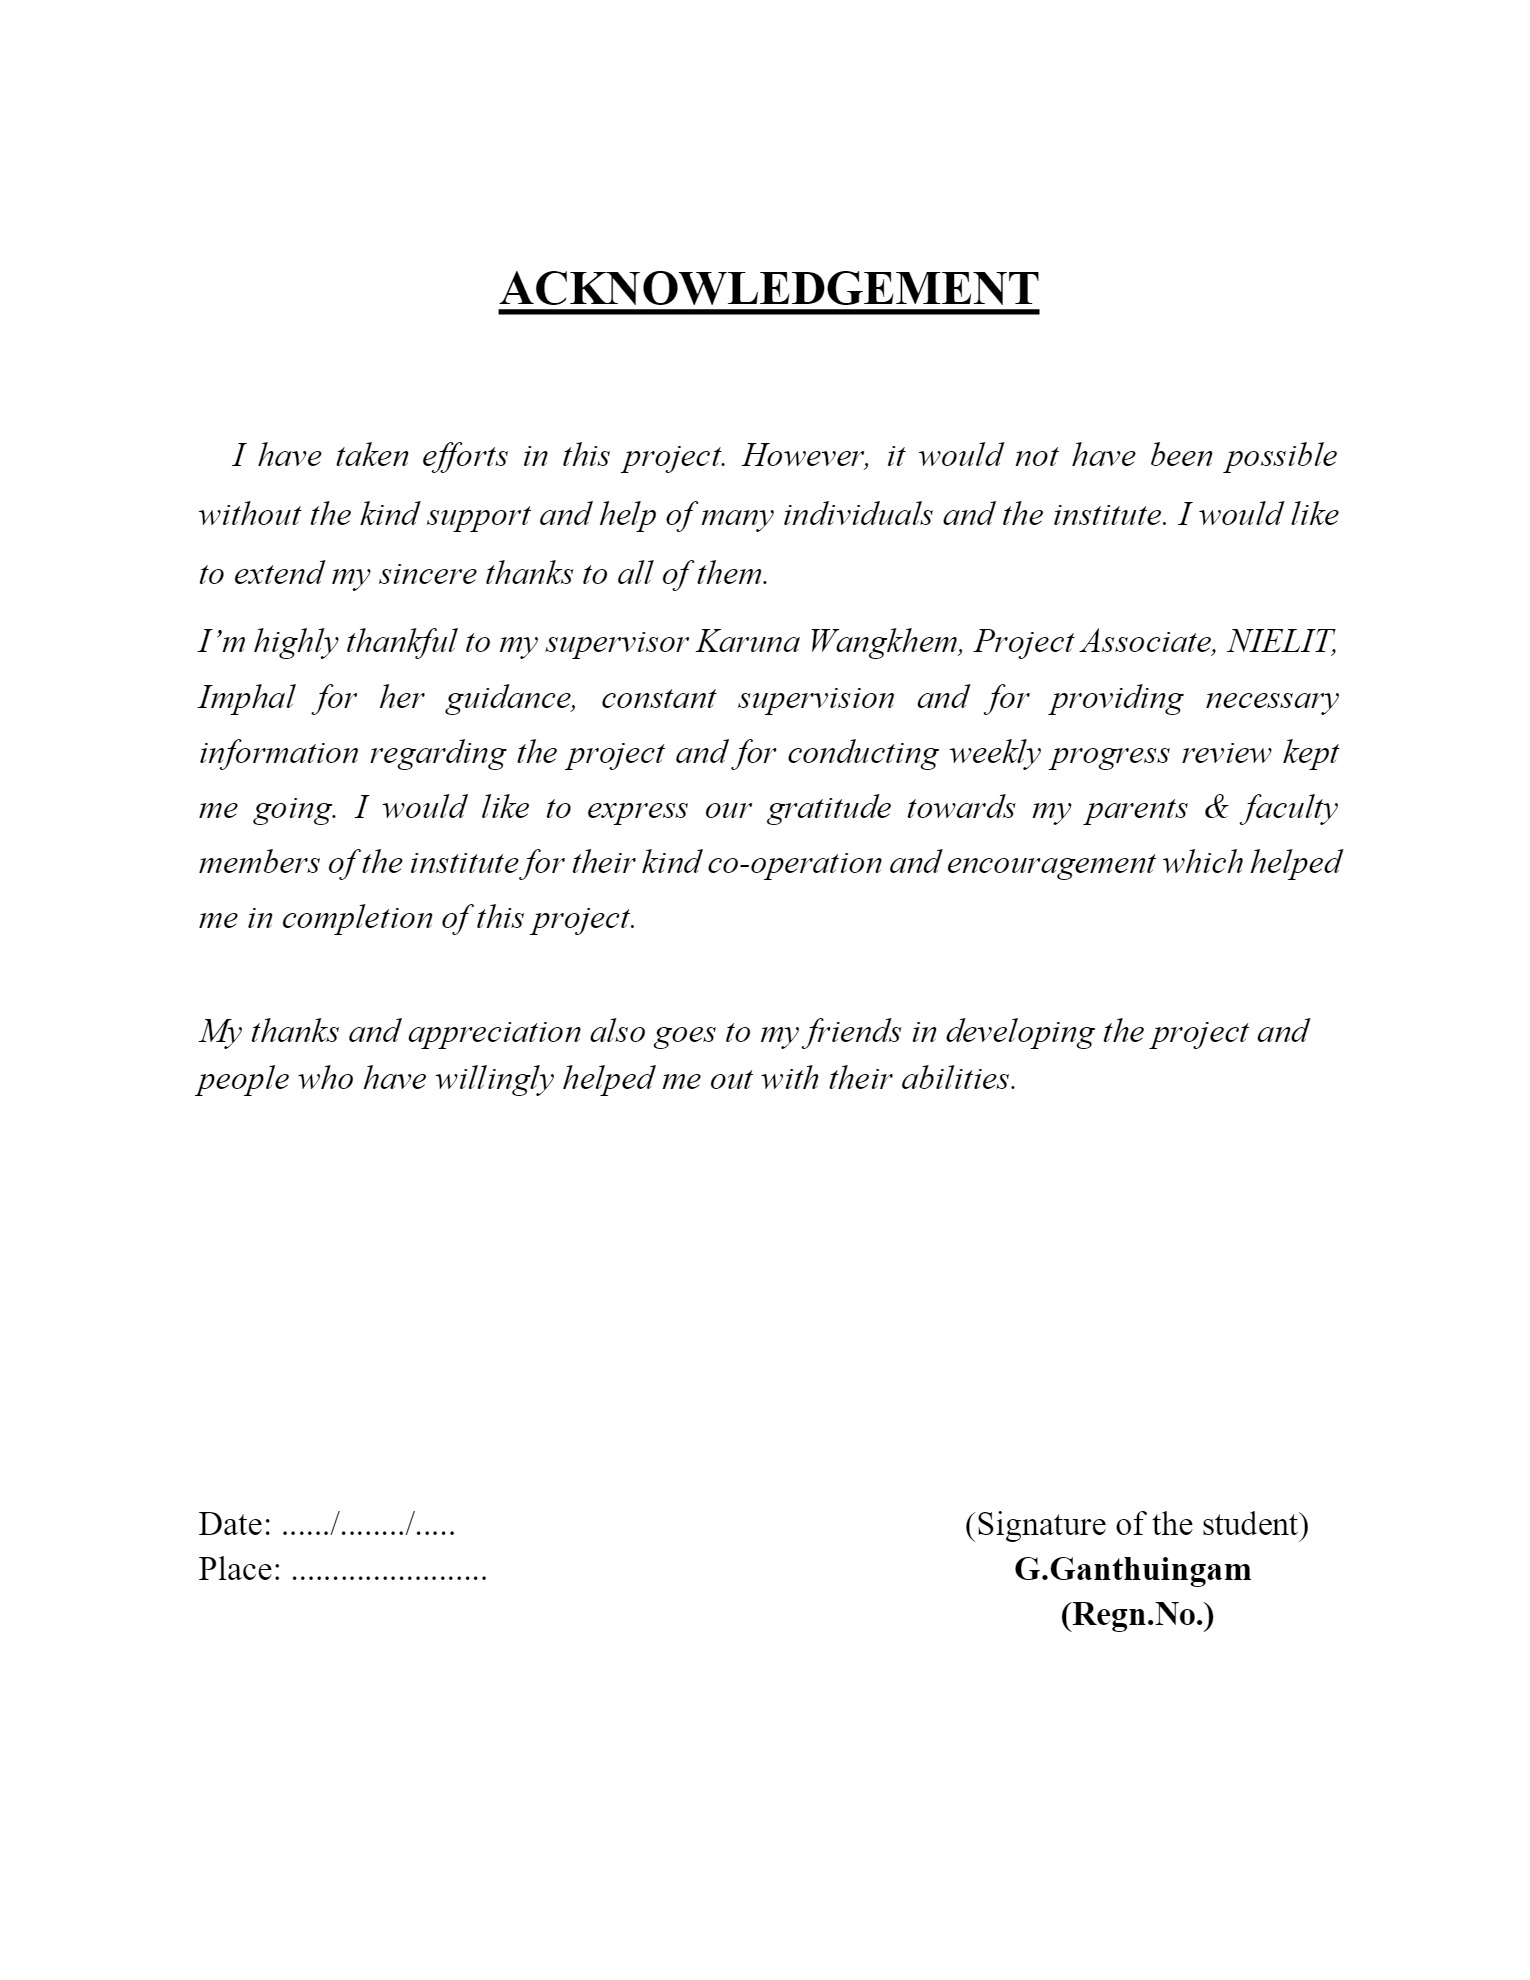 ACKNOWLEDGEMENT
I have taken efforts in this project. However, it would not have been possible
without the kind support and help of many individuals and the institute. I would like
to extend my sincere thanks to all of them.
I’m highly thankful to my supervisor Karuna Wangkhem, Project Associate, NIELIT,
Imphal for her guidance, constant supervision and for providing necessary
information regarding the project and for conducting weekly progress review kept
me going. I would like to express our gratitude towards my parents & faculty
members of the institute for their kind co-operation and encouragement which helped
me in completion of this project.
My thanks and appreciation also goes to my friends in developing the project and
people who have willingly helped me out with their abilities.
Date: ....../......../.....
(Signature of the student)
Place: ........................
G.Ganthuingam
(Regn.No.)